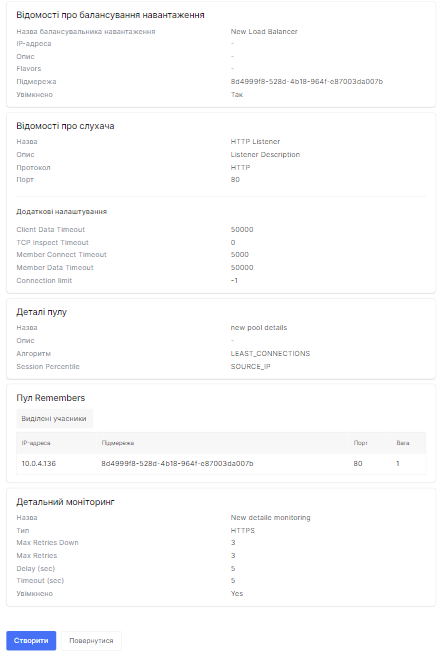 Відомості про балансування навантаження
Назва балансувальника навантаження New Load Balancer
IP-адреса -
Опис -
Flavors -
Підмережа 8d4999f8-528d-4b18-964f-e87003da007b
Увімкнено Так
Відомості про слухача
Назва HTTP Listener
Опис Listener Description
Протокол HTTP
Порт 80
Додаткові налаштування
Client Data Timeout 50000
TCP Inspect Timeout 0
Member Connect Timeout 5000
Member Data Timeout 50000
Connection limit -1
Деталі пулу
Назва new pool details
Опис -
Алгоритм LEAST_CONNECTIONS
Session Percentile SOURCE_IP
Пул Remembers
Виділені учасники
IP-адреса Підмережа Порт Вага
10.0.4.136 8d4999f8-528d-4b18-964f-e87003da007b 80 1
Детальний моніторинг
Назва New detaile monitoring
Тип HTTPS
Max Retries Down 3
Max Retries 3
Delay (sec) 5
Timeout (sec) 5
Увімкнено Yes
Створити Повернутися